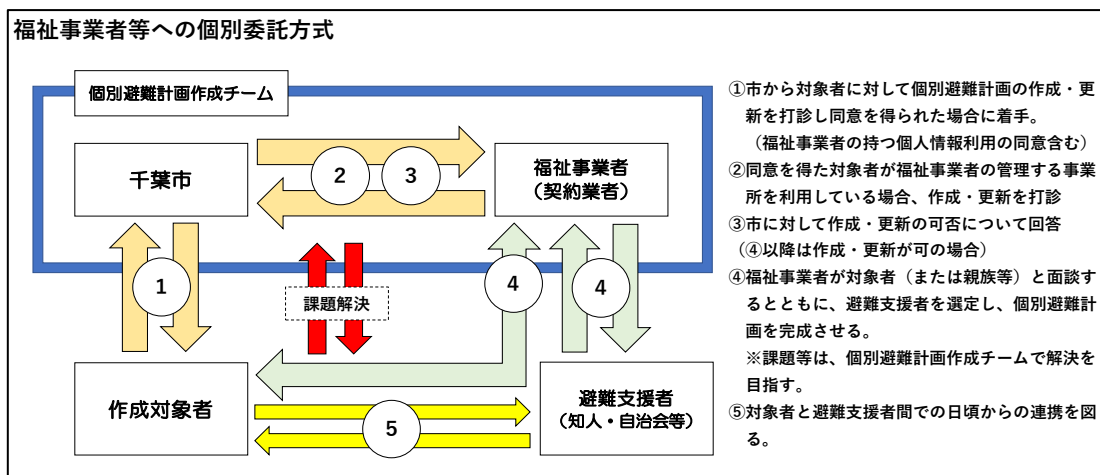 福祉事業者等への個別委託方式
個別避難計画作成チーム
千葉市
2
3
福祉事業者
(契約業者)
1
課題解決
4
4
作成対象者
5
避難支援者
(知人・自治会等)
①市から対象者に対して個別避難計画の作成・更
新を打診し同意を得られた場合に着手。
(福祉事業者の持つ個人情報利用の同意含む)
②同意を得た対象者が福祉事業者の管理する事業
所を利用している場合、作成・更新を打診
③市に対して作成・更新の可否について回答
(④以降は作成・更新が可の場合)
④福祉事業者が対象者(または親族等)と面談す
るとともに、避難支援者を選定し、個別避難計
画を完成させる。
※課題等は、個別避難計画作成チームで解決を
目指す。
⑤対象者と避難支援者間での日頃からの連携を図
る。